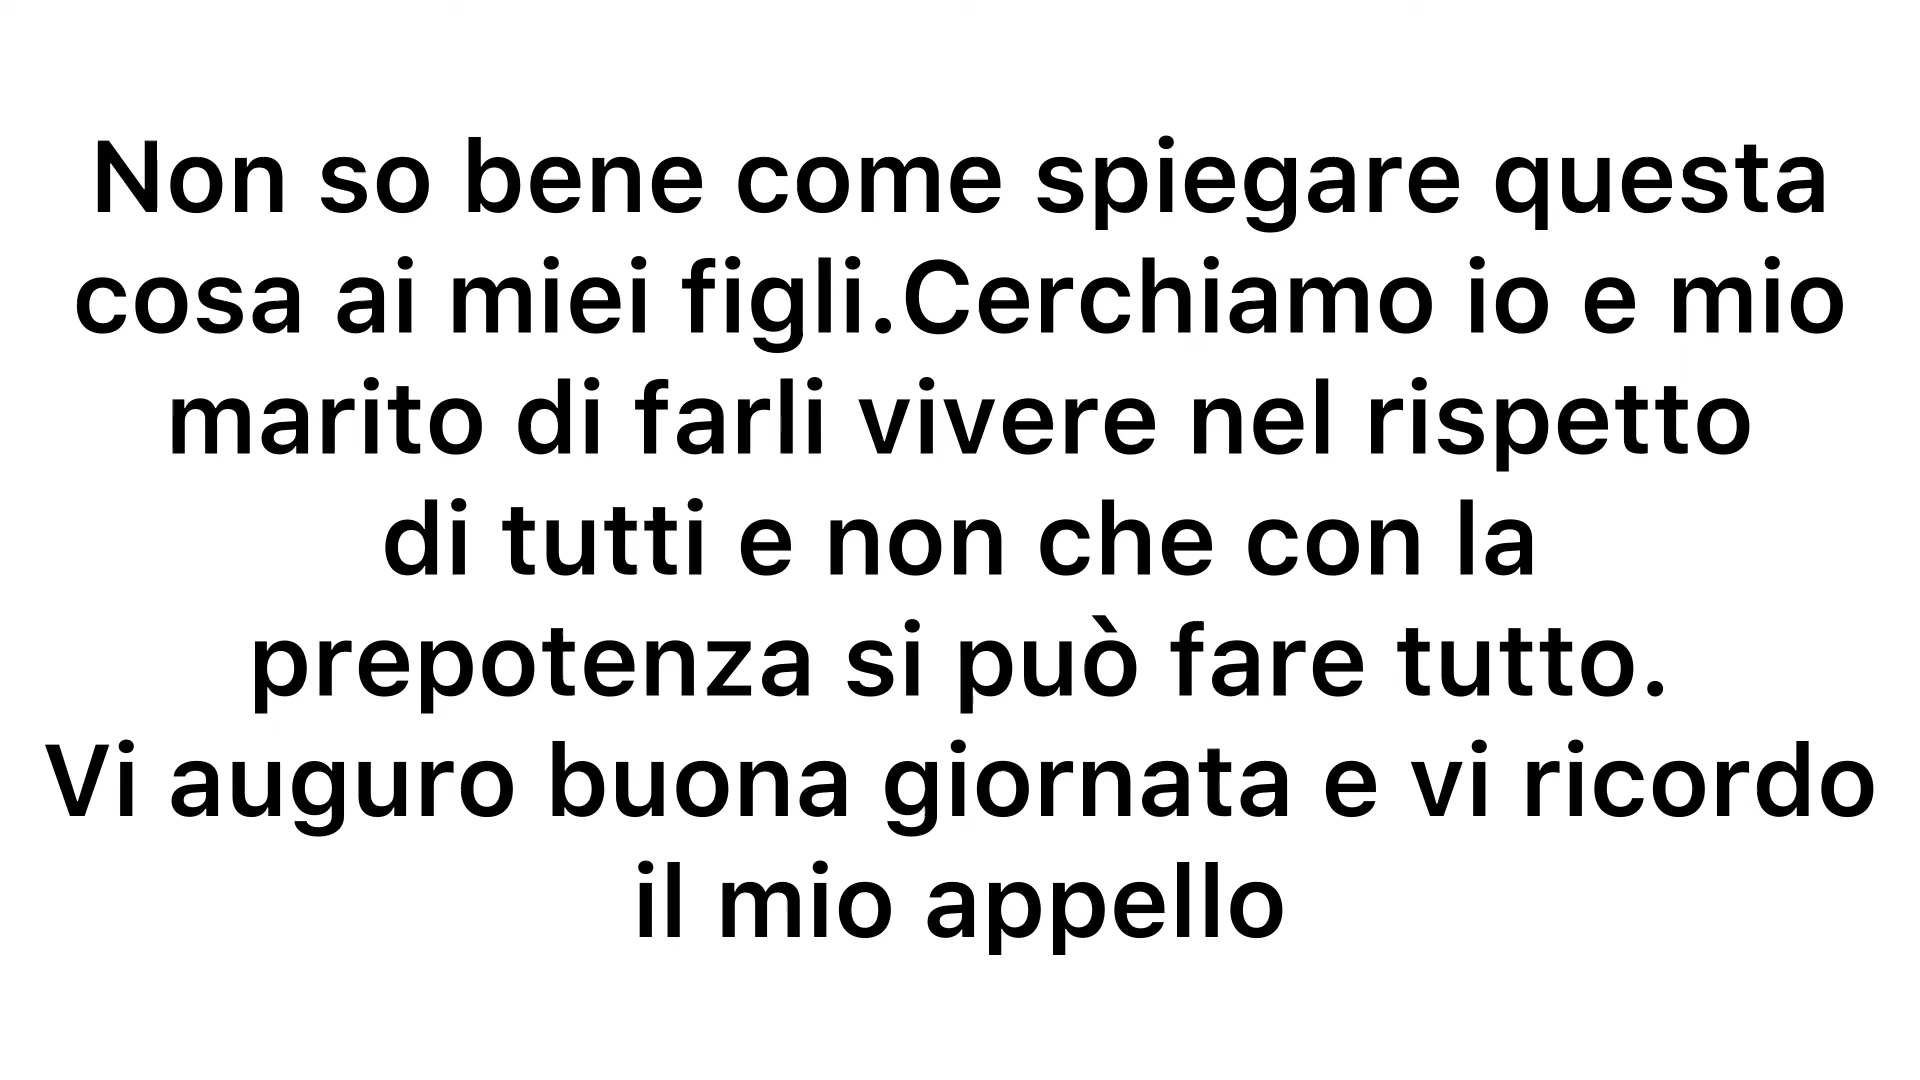 Non so bene come spiegare questa
cosa ai miei figli.Cerchiamo io e mio
marito di farli vivere nel rispetto
di tutti e non che con la
prepotenza si può fare tutto.
Vi auguro buona giornata e vi ricordo
il mio appello